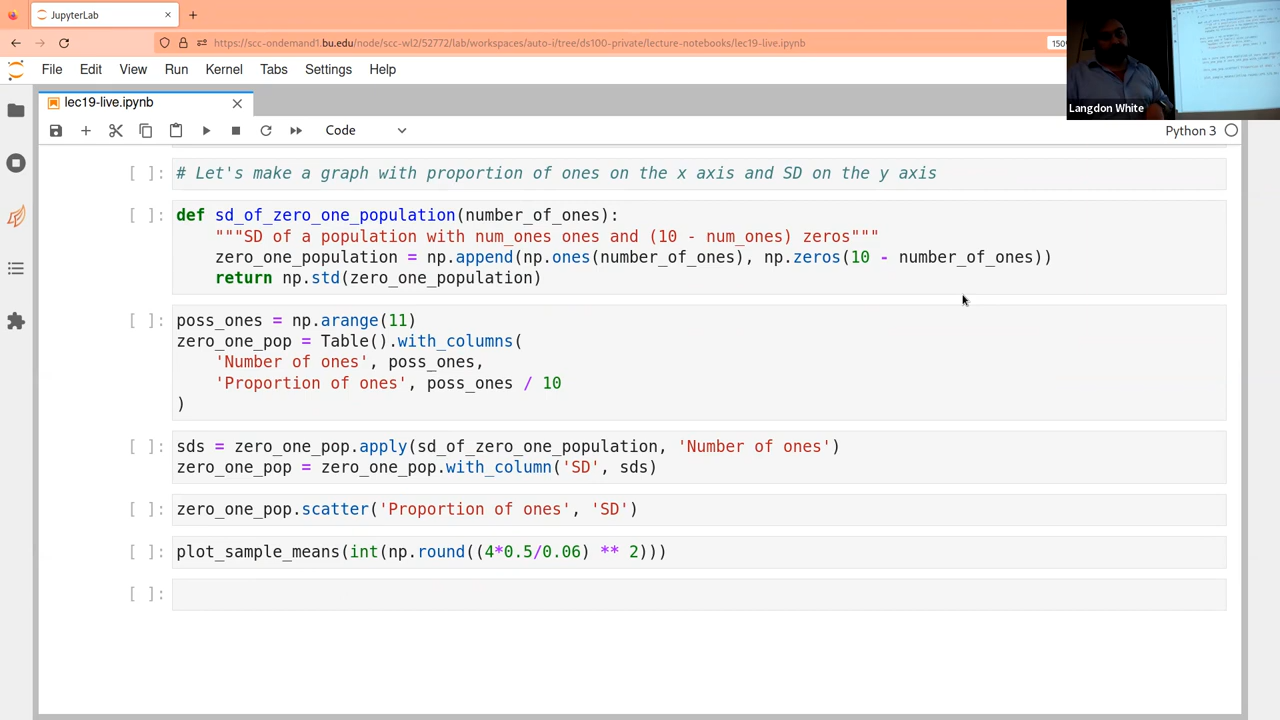 JupyterLab
https://scc-ondemand1.bu.edu/node/scc-wl2/52772/lab/workspaces/auto-i/tree/ds100-private/lecture-notebooks/lec19-live.ipynb
File Edit View Run Kernel Tabs Settings Help
Langdon White
lec19-live.ipynb
Code
Python 3
[ ]: # Let's make a graph with proportion of ones on the x axis and SD on the y axis
[ ]: def sd_of_zero_one_population(number_of_ones):
"""SD of a population with num_ones ones and (10 - num_ones) zeros"""
zero_one_population = np.append(np.ones(number_of_ones), np.zeros(10 - number_of_ones))
return np.std(zero_one_population)
[ ]: poss_ones = np.arange(11)
zero_one_pop = Table().with_columns(
'Number of ones', poss_ones,
'Proportion of ones', poss_ones / 10
)
[ ]: sds = zero_one_pop.apply(sd_of_zero_one_population, 'Number of ones')
zero_one_pop = zero_one_pop.with_column('SD', sds)
[ ]: zero_one_pop.scatter('Proportion of ones', 'SD')
[ ]: plot_sample_means(int(np.round((4*0.5/0.06) ** 2)))
[ ]: